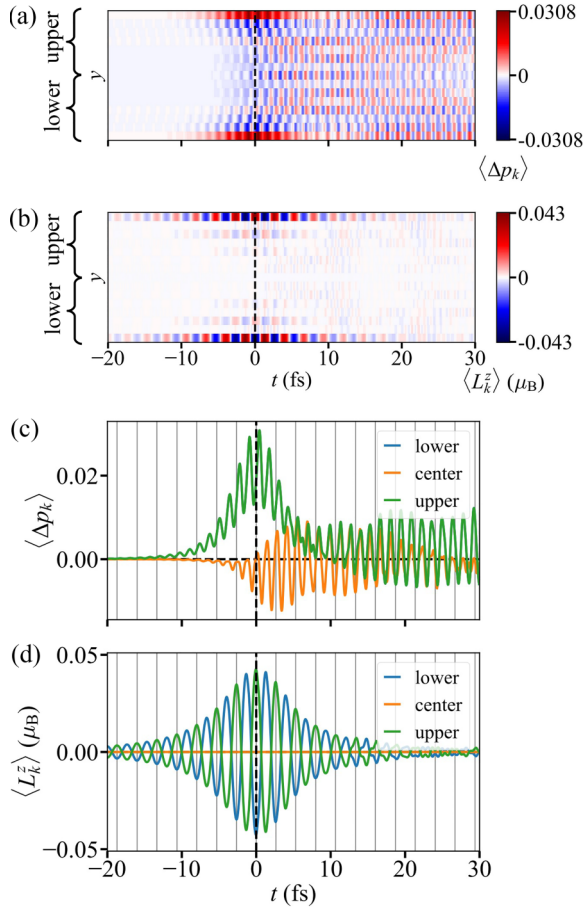 (a)
upper
lower
y
0.0308
0
-0.0308
⟨Δp_k⟩
(b)
upper
lower
y
0.043
0
-0.043
−20 −10 0 10 20 30
t (fs)
⟨L_k^z⟩ (μ_B)
(c)
⟨Δp_k⟩
0.02
0.00
lower
center
upper
(d)
⟨L_k^z⟩ (μ_B)
0.05
0.00
−0.05
lower
center
upper
−20 −10 0 10 20 30
t (fs)